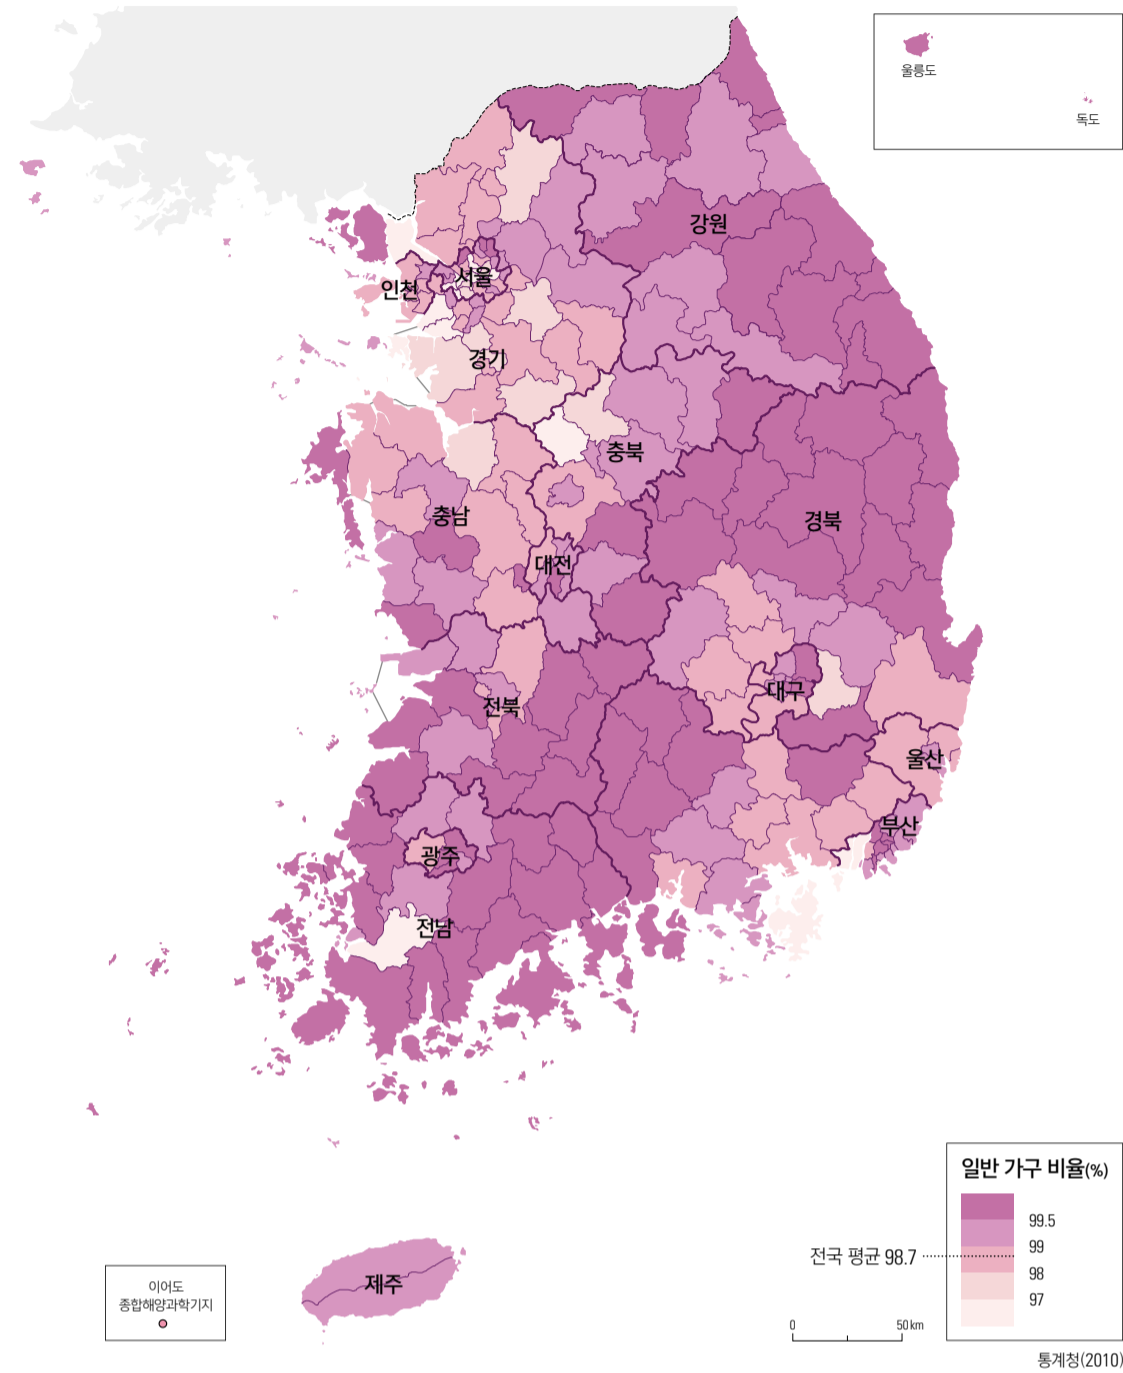 울릉도
독도
강원
서울
인천
경기
충북
충남
경북
대전
대구
전북
울산
부산
광주
전남
제주
이어도
종합해양과학기지
일반 가구 비율(%)
99.5
99
98
97
전국 평균 98.7
0 50 km
통계청(2010)